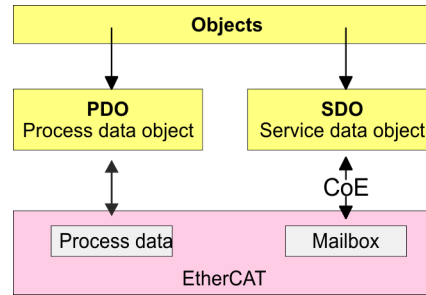 Objects
PDO
Process data object
SDO
Service data object
CoE
Process data
Mailbox
EtherCAT